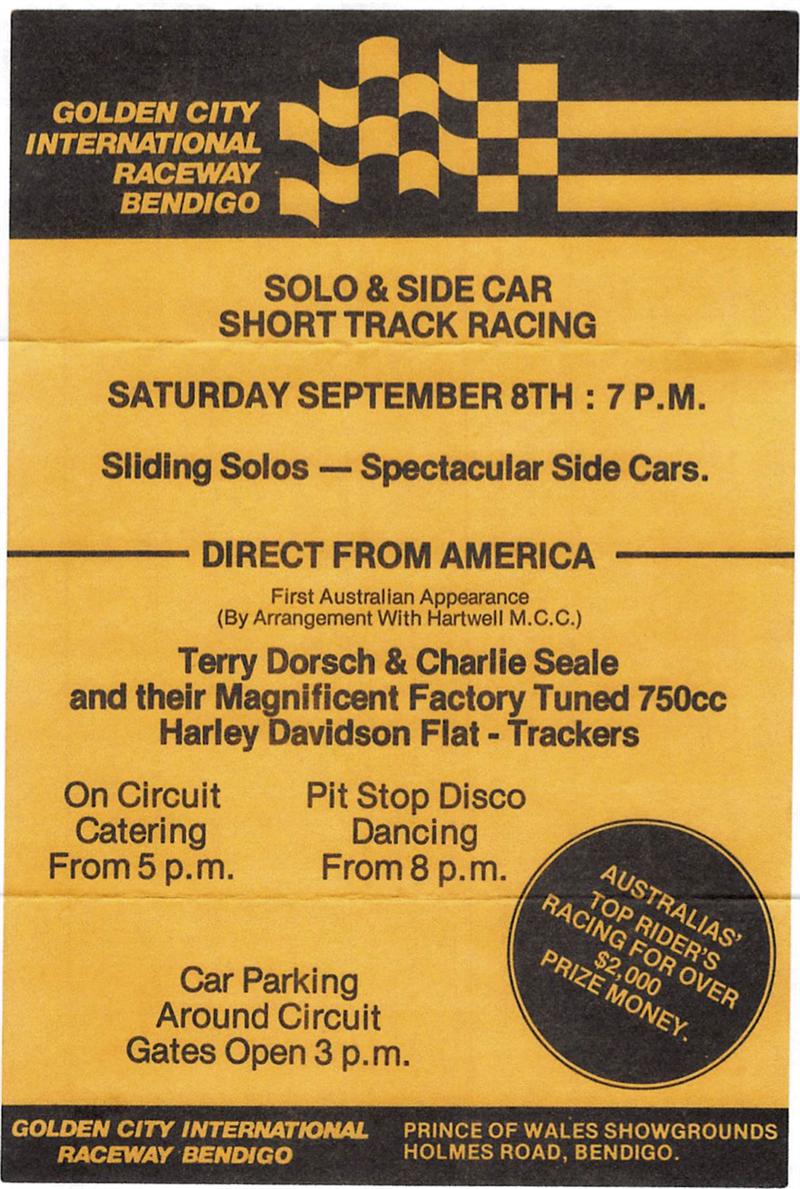 GOLDEN CITY
INTERNATIONAL
RACEWAY
BENDIGO
SOLO & SIDE CAR
SHORT TRACK RACING
SATURDAY SEPTEMBER 8TH : 7 P.M.
Sliding Solos — Spectacular Side Cars.
DIRECT FROM AMERICA
First Australian Appearance
(By Arrangement With Hartwell M.C.C.)
Terry Dorsch & Charlie Seale
and their Magnificent Factory Tuned 750cc
Harley Davidson Flat - Trackers
On Circuit
Catering
From 5 p.m.
Pit Stop Disco
Dancing
From 8 p.m.
AUSTRALIAS'
TOP RIDER'S
RACING FOR OVER
$2,000
PRIZE MONEY.
Car Parking
Around Circuit
Gates Open 3 p.m.
GOLDEN CITY INTERNATIONAL
RACEWAY BENDIGO
PRINCE OF WALES SHOWGROUNDS
HOLMES ROAD, BENDIGO.